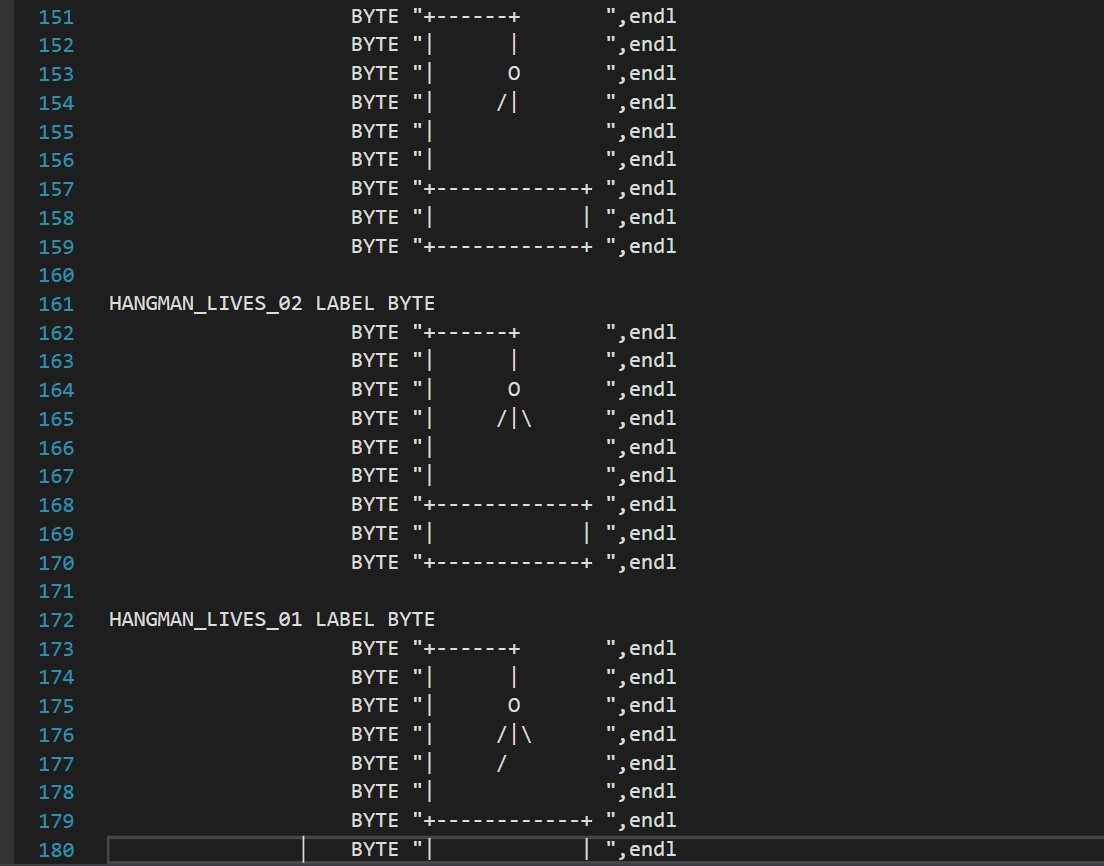 151                       BYTE "+------+       ",endl
152                       BYTE "|      |       ",endl
153                       BYTE "|      O       ",endl
154                       BYTE "|     /|       ",endl
155                       BYTE "|              ",endl
156                       BYTE "|              ",endl
157                       BYTE "+------------+ ",endl
158                       BYTE "|            | ",endl
159                       BYTE "+------------+ ",endl
160
161   HANGMAN_LIVES_02 LABEL BYTE
162                       BYTE "+------+       ",endl
163                       BYTE "|      |       ",endl
164                       BYTE "|      O       ",endl
165                       BYTE "|     /|\      ",endl
166                       BYTE "|              ",endl
167                       BYTE "|              ",endl
168                       BYTE "+------------+ ",endl
169                       BYTE "|            | ",endl
170                       BYTE "+------------+ ",endl
171
172   HANGMAN_LIVES_01 LABEL BYTE
173                       BYTE "+------+       ",endl
174                       BYTE "|      |       ",endl
175                       BYTE "|      O       ",endl
176                       BYTE "|     /|\      ",endl
177                       BYTE "|     /        ",endl
178                       BYTE "|              ",endl
179                       BYTE "+------------+ ",endl
180                       BYTE "|            | ",endl